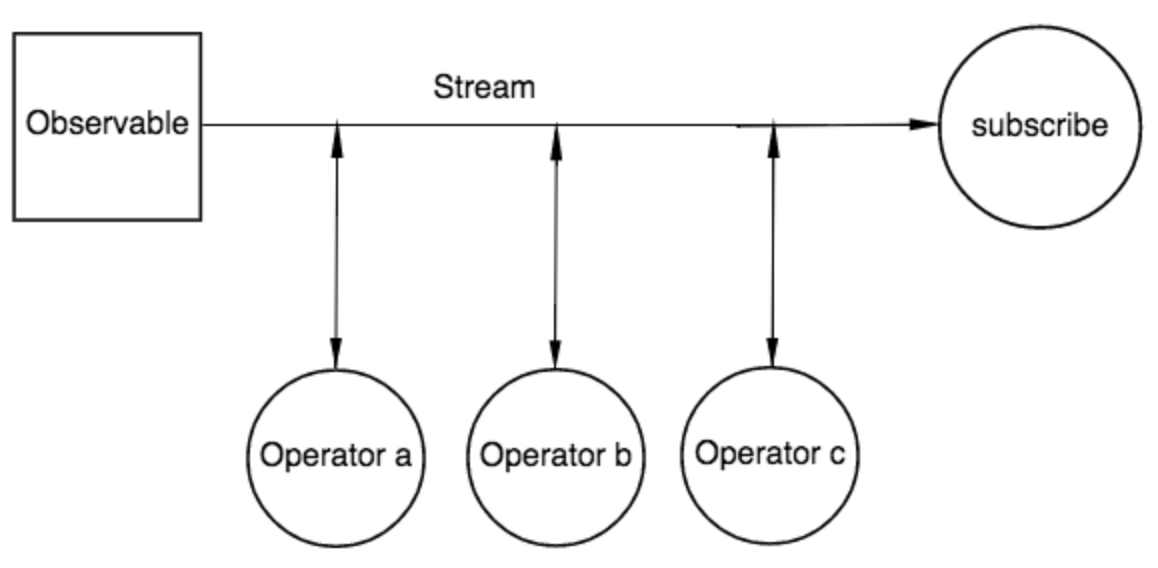 Stream
Observable
subscribe
Operator a
Operator b
Operator c